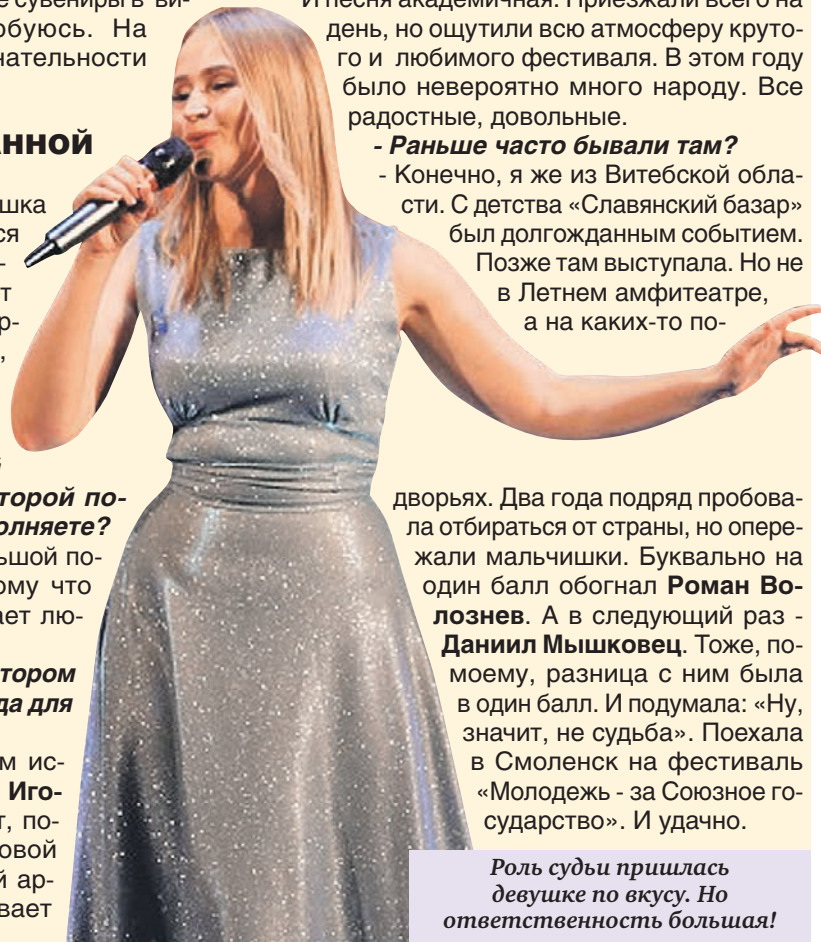 е сувениры в ви-
обуюсь. На
нательности
нной
шка
ся
-
т
р-
,
торой по-
олняете?
ьшой по-
ому что
ает лю-
тором
да для
м ис-
Иго-
т, по-
овой
й ар-
вает
И песня академичная. Приезжали всего на
день, но ощутили всю атмосферу круто-
го и любимого фестиваля. В этом году
было невероятно много народу. Все
радостные, довольные.
- Раньше часто бывали там?
- Конечно, я же из Витебской обла-
сти. С детства «Славянский базар»
был долгожданным событием.
Позже там выступала. Но не
в Летнем амфитеатре,
а на каких-то по-
дворьях. Два года подряд пробова-
ла отбираться от страны, но опере-
жали мальчишки. Буквально на
один балл обогнал Роман Во-
лознев. А в следующий раз -
Даниил Мышковец. Тоже, по-
моему, разница с ним была
в один балл. И подумала: «Ну,
значит, не судьба». Поехала
в Смоленск на фестиваль
«Молодежь - за Союзное го-
сударство». И удачно.
Роль судьи пришлась
девушке по вкусу. Но
ответственность большая!